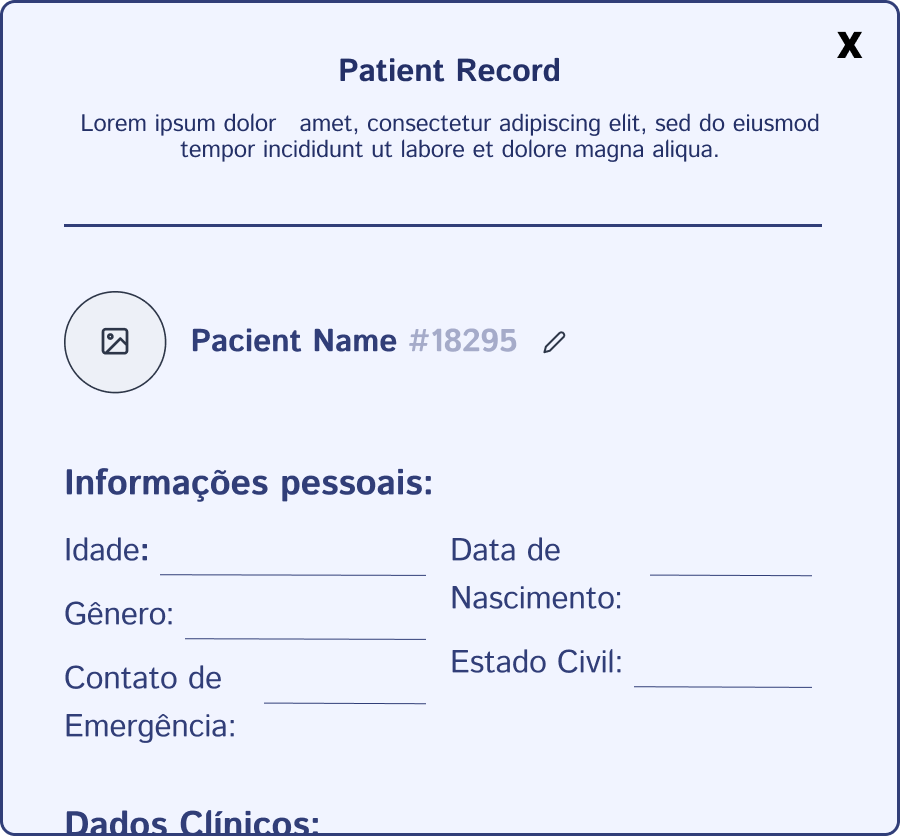 X
Patient Record
Lorem ipsum dolor amet, consectetur adipiscing elit, sed do eiusmod
tempor incididunt ut labore et dolore magna aliqua.
Pacient Name #18295
Informações pessoais:
Idade:
Gênero:
Contato de
Emergência:
Data de
Nascimento:
Estado Civil:
Dados Clínicos: